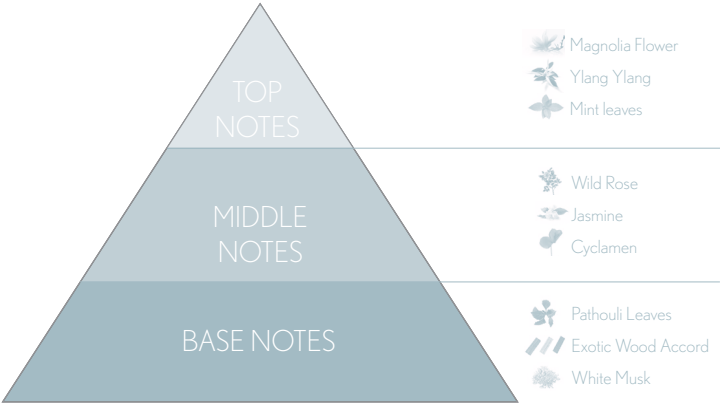 TOP
NOTES
Magnolia Flower
Ylang Ylang
Mint leaves
MIDDLE
NOTES
Wild Rose
Jasmine
Cyclamen
BASE NOTES
Pathouli Leaves
Exotic Wood Accord
White Musk